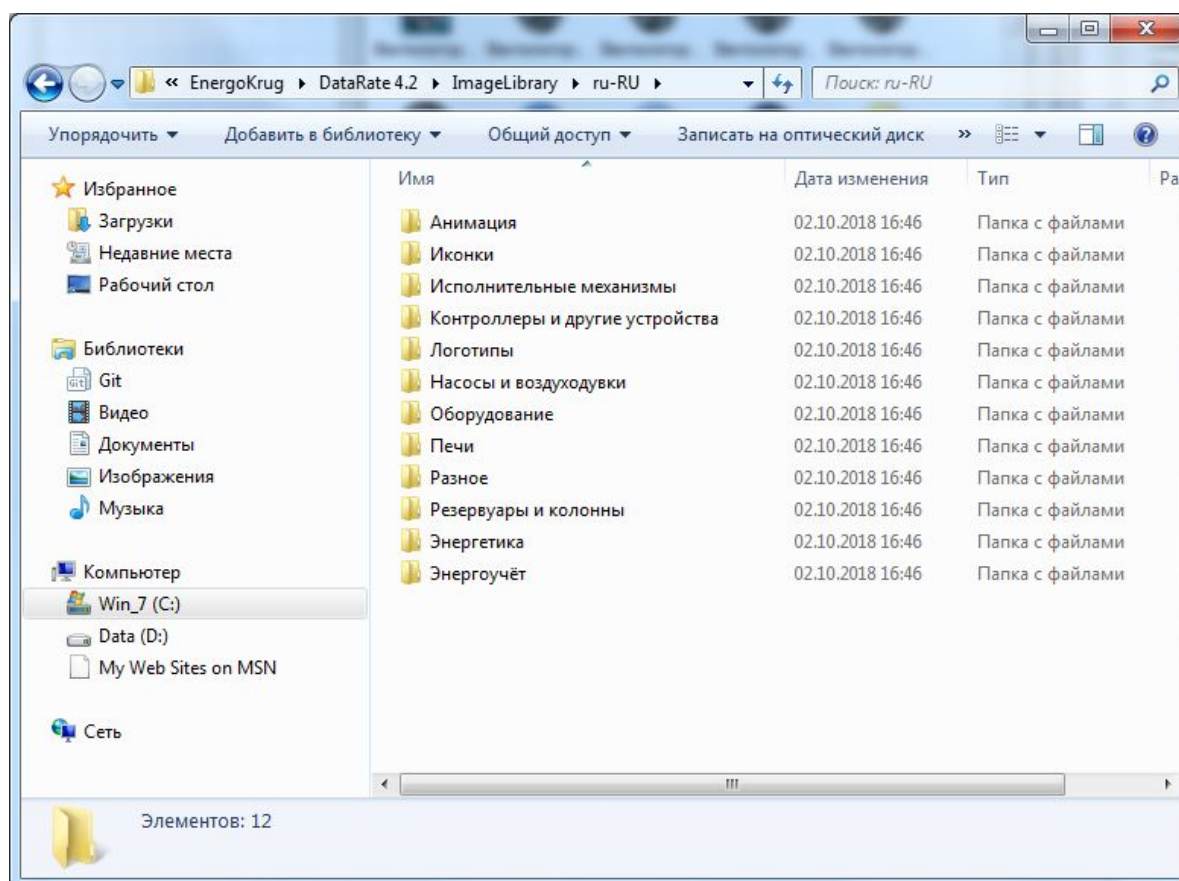 « EnergoKrug DataRate 4.2 ImageLibrary ru-RU Поиск: ru-RU
Упорядочить Добавить в библиотеку Общий доступ Записать на оптический диск »
Избранное
Загрузки
Недавние места
Рабочий стол
Библиотеки
Git
Видео
Документы
Изображения
Музыка
Компьютер
Win_7 (C:)
Data (D:)
My Web Sites on MSN
Сеть
Имя Дата изменения Тип Ра
Анимация 02.10.2018 16:46 Папка с файлами
Иконки 02.10.2018 16:46 Папка с файлами
Исполнительные механизмы 02.10.2018 16:46 Папка с файлами
Контроллеры и другие устройства 02.10.2018 16:46 Папка с файлами
Логотипы 02.10.2018 16:46 Папка с файлами
Насосы и воздуходувки 02.10.2018 16:46 Папка с файлами
Оборудование 02.10.2018 16:46 Папка с файлами
Печи 02.10.2018 16:46 Папка с файлами
Разное 02.10.2018 16:46 Папка с файлами
Резервуары и колонны 02.10.2018 16:46 Папка с файлами
Энергетика 02.10.2018 16:46 Папка с файлами
Энергоучёт 02.10.2018 16:46 Папка с файлами
Элементов: 12